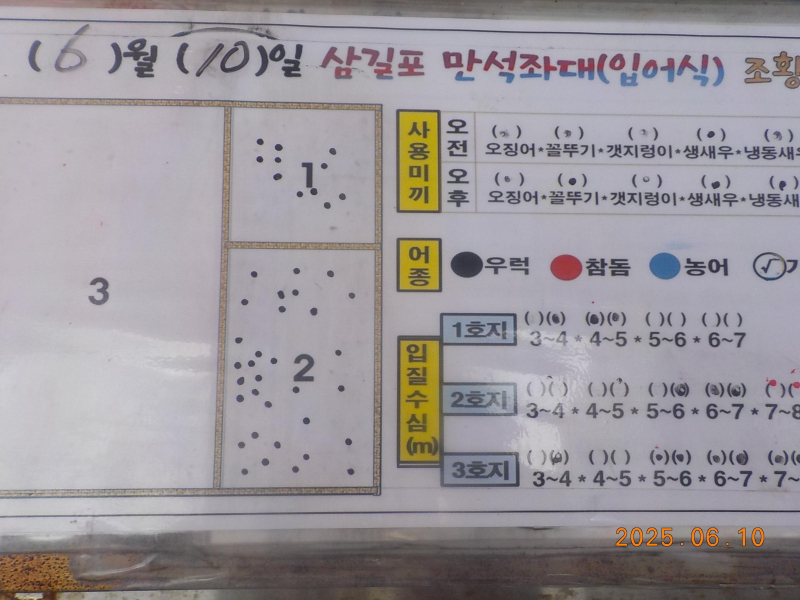 (6)월 (10)일 삼길포 만석좌대(입어식) 조황
1
2
3
사용미끼
오전
오징어*꼴뚜기*갯지렁이*생새우*냉동새
오후
오징어*꼴뚜기*갯지렁이*생새우*냉동새
어종
우럭 참돔 농어
입질수심(m)
1호지
3~4 * 4~5 * 5~6 * 6~7
2호지
3~4 * 4~5 * 5~6 * 6~7 * 7~8
3호지
3~4 * 4~5 * 5~6 * 6~7 * 7~
2025.06.10